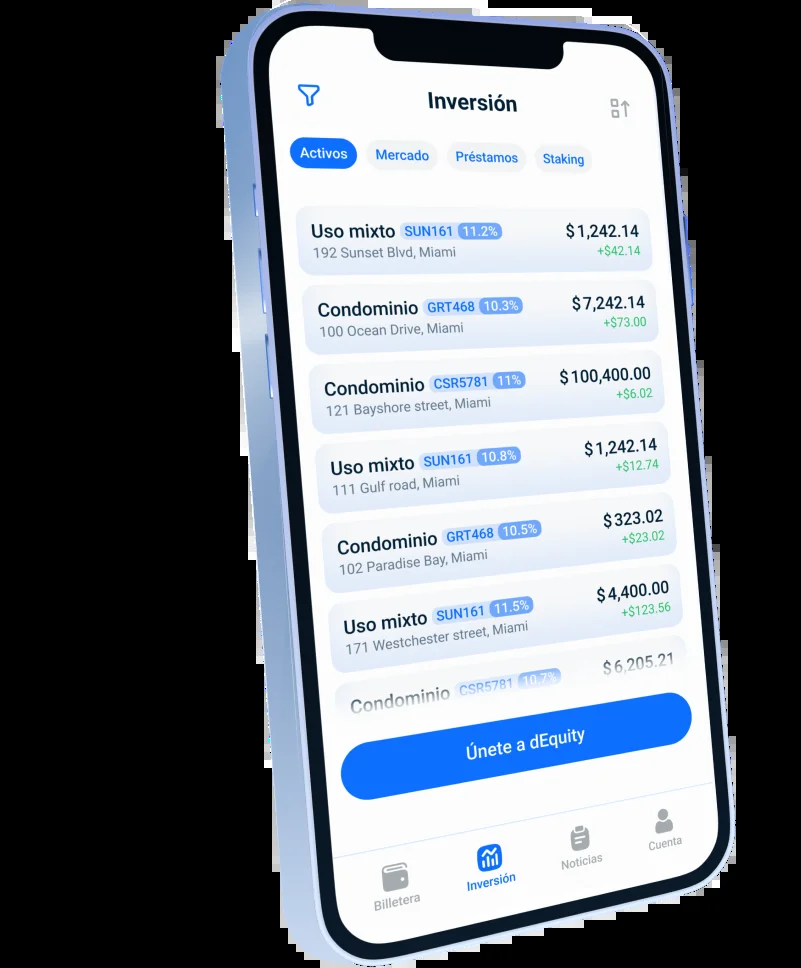 Inversión
Activos Mercado Préstamos Staking
Uso mixto SUN161 11.2% $1,242.14
192 Sunset Blvd, Miami +$42.14
Condominio GRT468 10.3% $7,242.14
100 Ocean Drive, Miami +$73.00
Condominio CSR5781 11% $100,400.00
121 Bayshore street, Miami +$6.02
Uso mixto SUN161 10.8% $1,242.14
111 Gulf road, Miami +$12.74
Condominio GRT468 10.5% $323.02
102 Paradise Bay, Miami +$23.02
Uso mixto SUN161 11.5% $4,400.00
171 Westchester street, Miami +$123.56
Condominio CSR5781 10.7% $6,205.21
Únete a dEquity
Billetera Inversión Noticias Cuenta